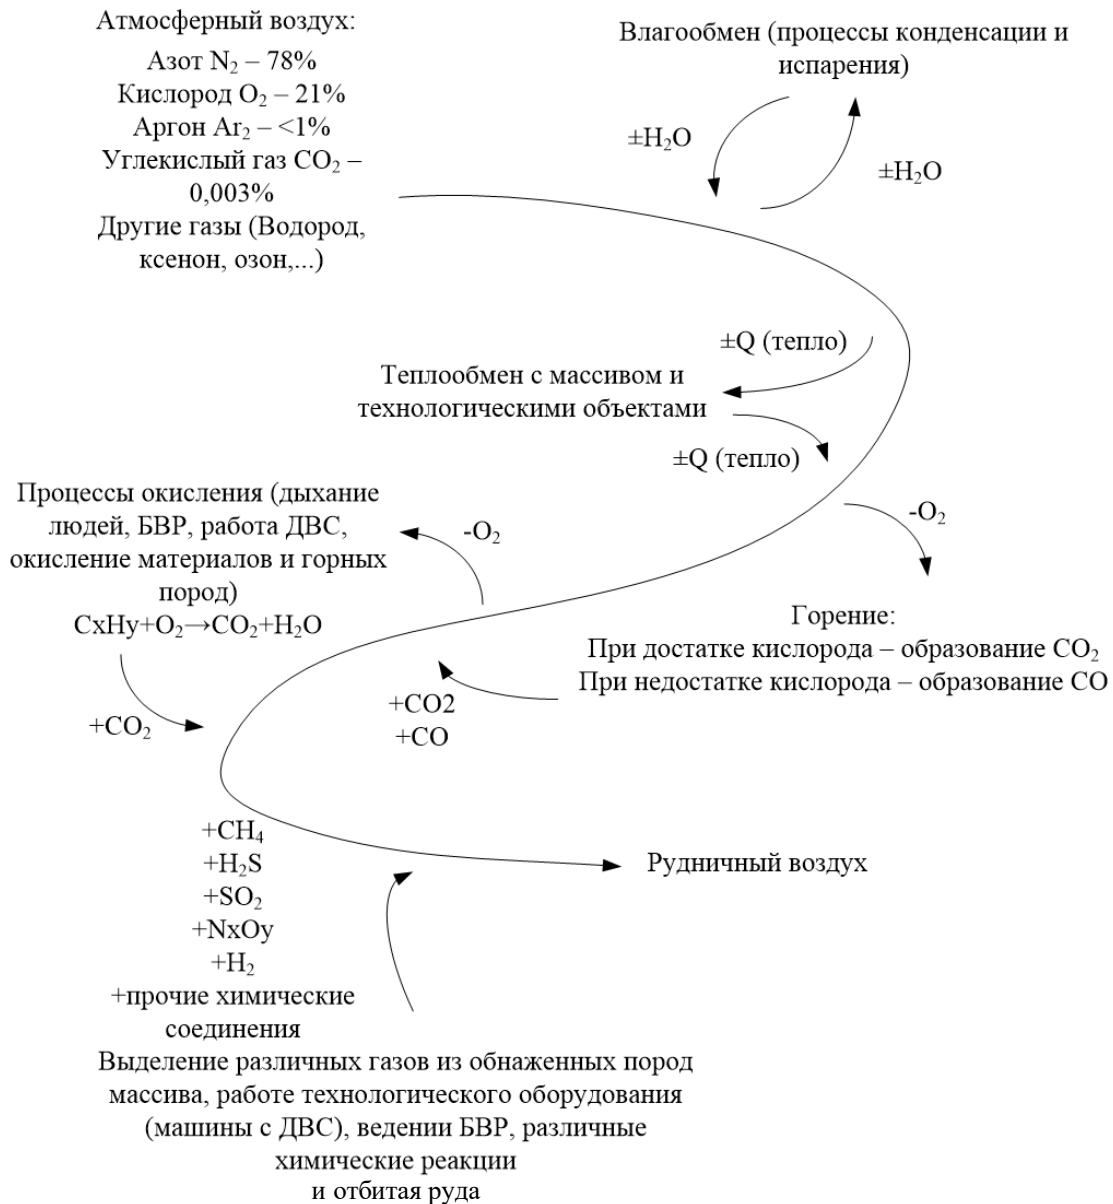 Атмосферный воздух:
Азот N₂ – 78%
Кислород O₂ – 21%
Аргон Ar₂ – <1%
Углекислый газ CO₂ –
0,003%
Другие газы (Водород,
ксенон, озон,...)
Влагообмен (процессы конденсации и
испарения)
±H₂O
±H₂O
±Q (тепло)
Теплообмен с массивом и
технологическими объектами
±Q (тепло)
Процессы окисления (дыхание
людей, БВР, работа ДВС,
окисление материалов и горных
пород)
CxHy+O₂→CO₂+H₂O
-O₂
-O₂
Горение:
При достатке кислорода – образование CO₂
При недостатке кислорода – образование CO
+CO₂
+CO2
+CO
+CH₄
+H₂S
+SO₂
+NxOy
+H₂
+прочие химические
соединения
Рудничный воздух
Выделение различных газов из обнаженных пород
массива, работе технологического оборудования
(машины с ДВС), ведении БВР, различные
химические реакции
и отбитая руда